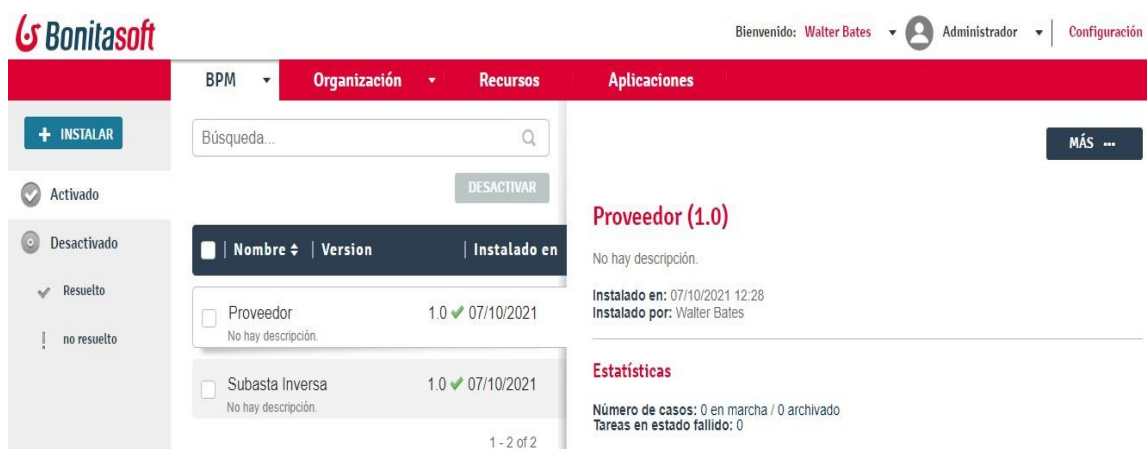 Bonitasoft
Bienvenido: Walter Bates Administrador Configuración
BPM Organización Recursos Aplicaciones
+ INSTALAR
Activado
Desactivado
Resuelto
no resuelto
Búsqueda...
DESACTIVAR
Nombre | Version | Instalado en
Proveedor 1.0 07/10/2021
No hay descripción.
Subasta Inversa 1.0 07/10/2021
No hay descripción.
1 - 2 of 2
MÁS ...
Proveedor (1.0)
No hay descripción.
Instalado en: 07/10/2021 12:28
Instalado por: Walter Bates
Estatísticas
Número de casos: 0 en marcha / 0 archivado
Tareas en estado fallido: 0